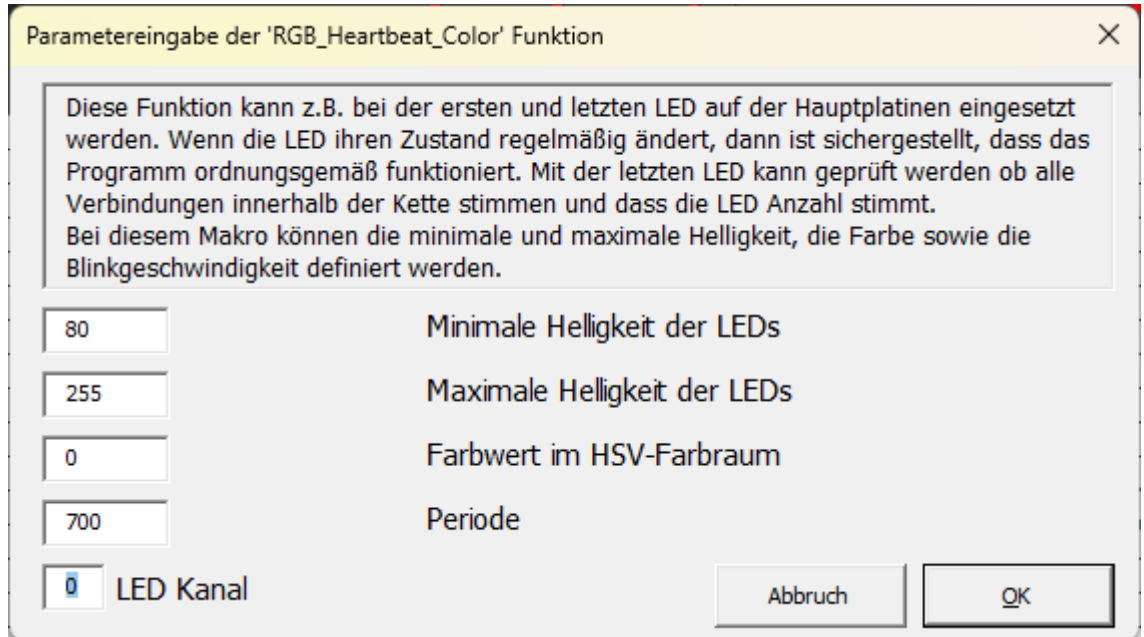 Parametereingabe der 'RGB_Heartbeat_Color' Funktion
Diese Funktion kann z.B. bei der ersten und letzten LED auf der Hauptplatinen eingesetzt
werden. Wenn die LED ihren Zustand regelmäßig ändert, dann ist sichergestellt, dass das
Programm ordnungsgemäß funktioniert. Mit der letzten LED kann geprüft werden ob alle
Verbindungen innerhalb der Kette stimmen und dass die LED Anzahl stimmt.
Bei diesem Makro können die minimale und maximale Helligkeit, die Farbe sowie die
Blinkgeschwindigkeit definiert werden.
80 Minimale Helligkeit der LEDs
255 Maximale Helligkeit der LEDs
0 Farbwert im HSV-Farbraum
700 Periode
0 LED Kanal Abbruch OK